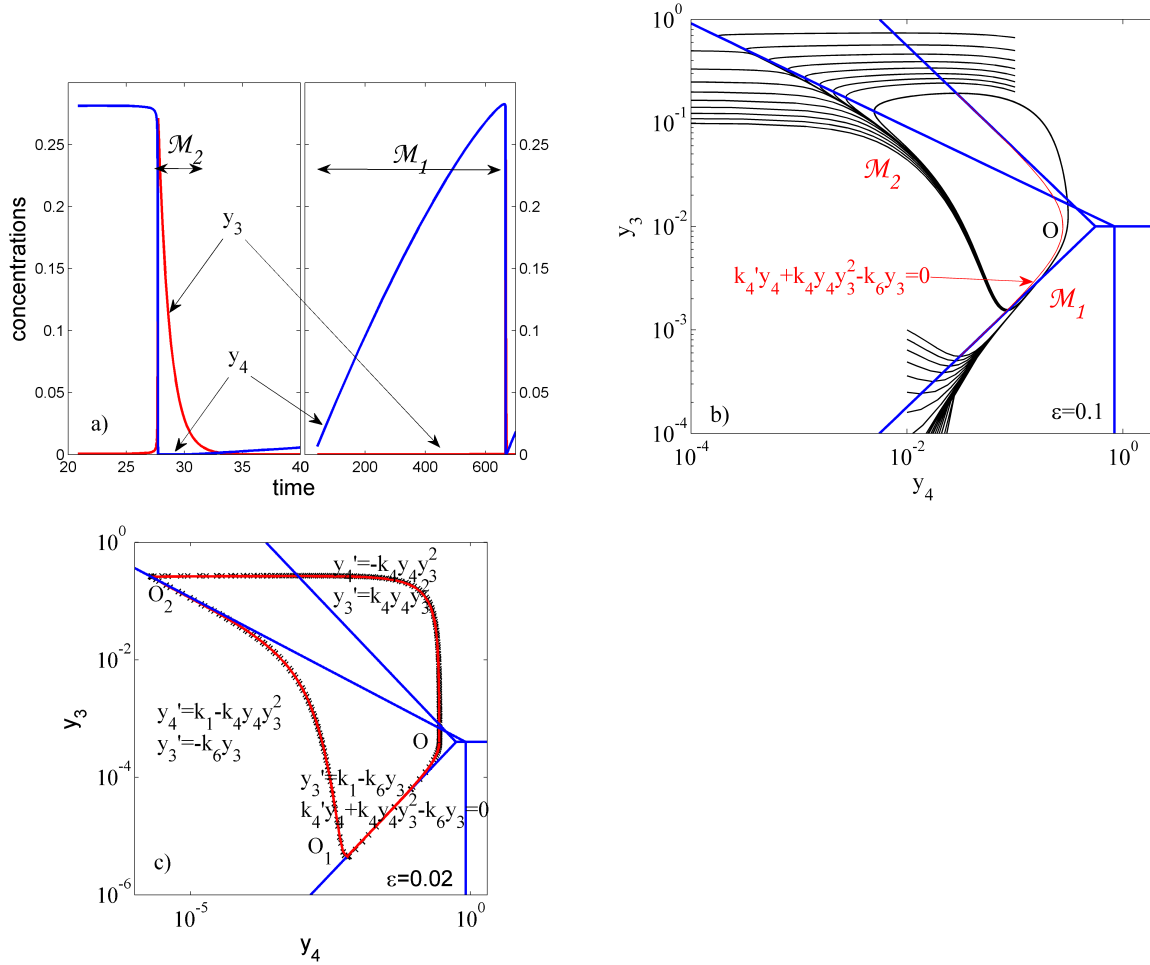 0.25
0.2
0.15
0.1
0.05
0
concentrations
ℳ2
y3
y4
a)
20 25 30 35 40
ℳ1
0.25
0.2
0.15
0.1
0.05
0
200 400 600
time
10^0
10^-1
10^-2
10^-3
10^-4
y3
ℳ2
O
k4'y4+k4y4y3^2-k6y3=0
ℳ1
b)
ε=0.1
10^-4 10^-2 10^0
y4
10^0
10^-2
10^-4
10^-6
y3
y4'=-k4y4y3^2
y3'=k4y4y3^2
O2
y4'=k1-k4y4y3^2
y3'=-k6y3
O
y3'=k1-k6y3
k4'y4+k4y4y3^2-k6y3=0
O1
c)
ε=0.02
10^-5 10^0
y4